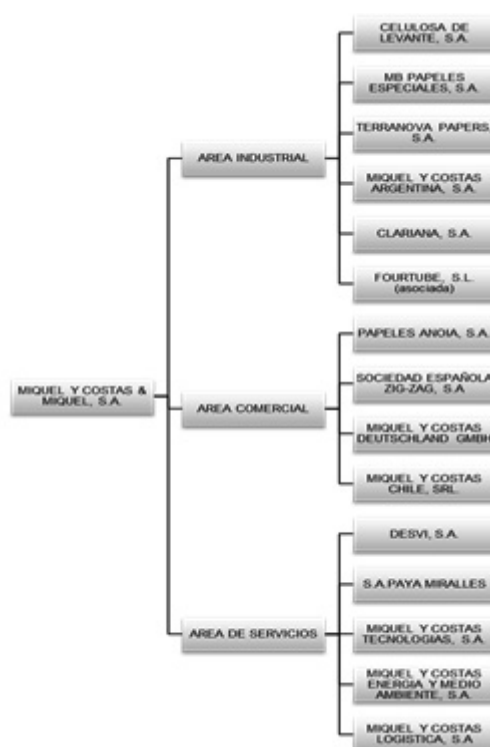 MIQUEL Y COSTAS &
MIQUEL, S.A.
AREA INDUSTRIAL
CELULOSA DE
LEVANTE, S.A.
MB PAPELES
ESPECIALES, S.A.
TERRANOVA PAPERS,
S.A.
MIQUEL Y COSTAS
ARGENTINA, S.A.
CLARIANA, S.A.
FOURTUBE, S.L.
(asociada)
AREA COMERCIAL
PAPELES ANOIA, S.A.
SOCIEDAD ESPAÑOLA
ZIG-ZAG, S.A
MIQUEL Y COSTAS
DEUTSCHLAND GMBH
MIQUEL Y COSTAS
CHILE, SRL.
AREA DE SERVICIOS
DESVI, S.A.
S.A.PAYA MIRALLES
MIQUEL Y COSTAS
TECNOLOGIAS, S.A.
MIQUEL Y COSTAS
ENERGIA Y MEDIO
AMBIENTE, S.A.
MIQUEL Y COSTAS
LOGISTICA, S.A